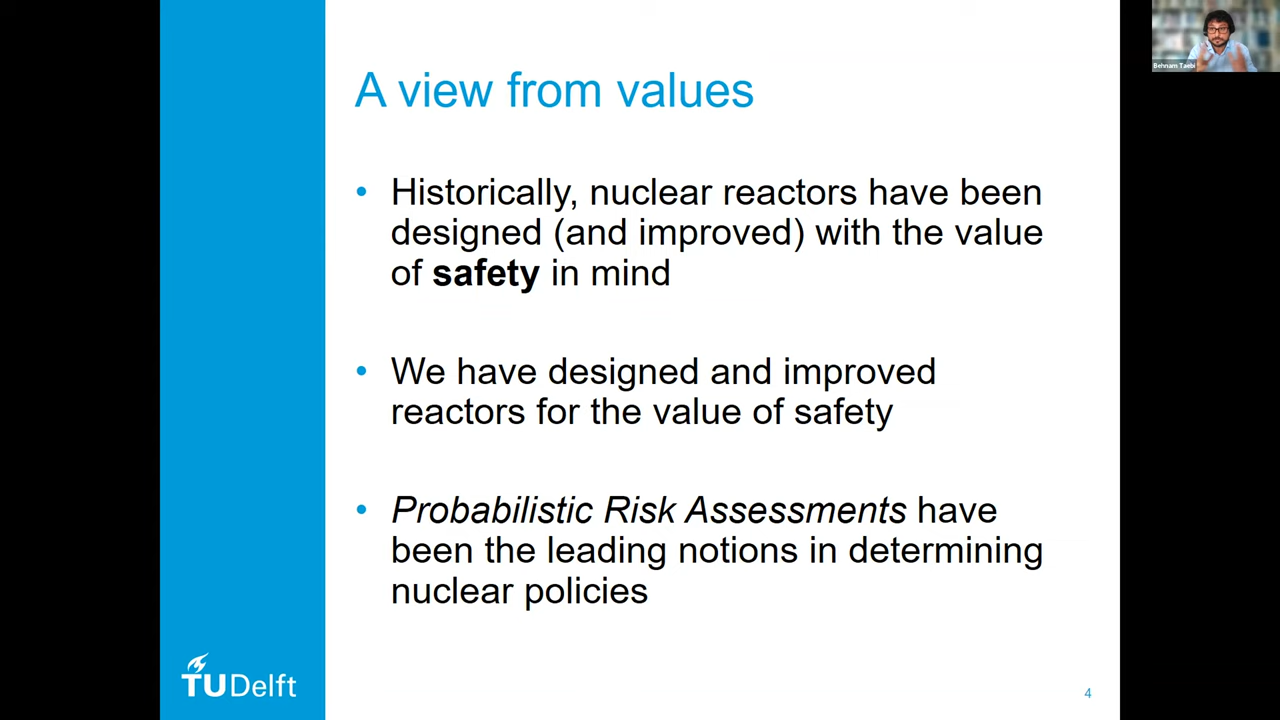 A view from values
• Historically, nuclear reactors have been
designed (and improved) with the value
of safety in mind
• We have designed and improved
reactors for the value of safety
• Probabilistic Risk Assessments have
been the leading notions in determining
nuclear policies
TUDelft
4
Behnam Taebi